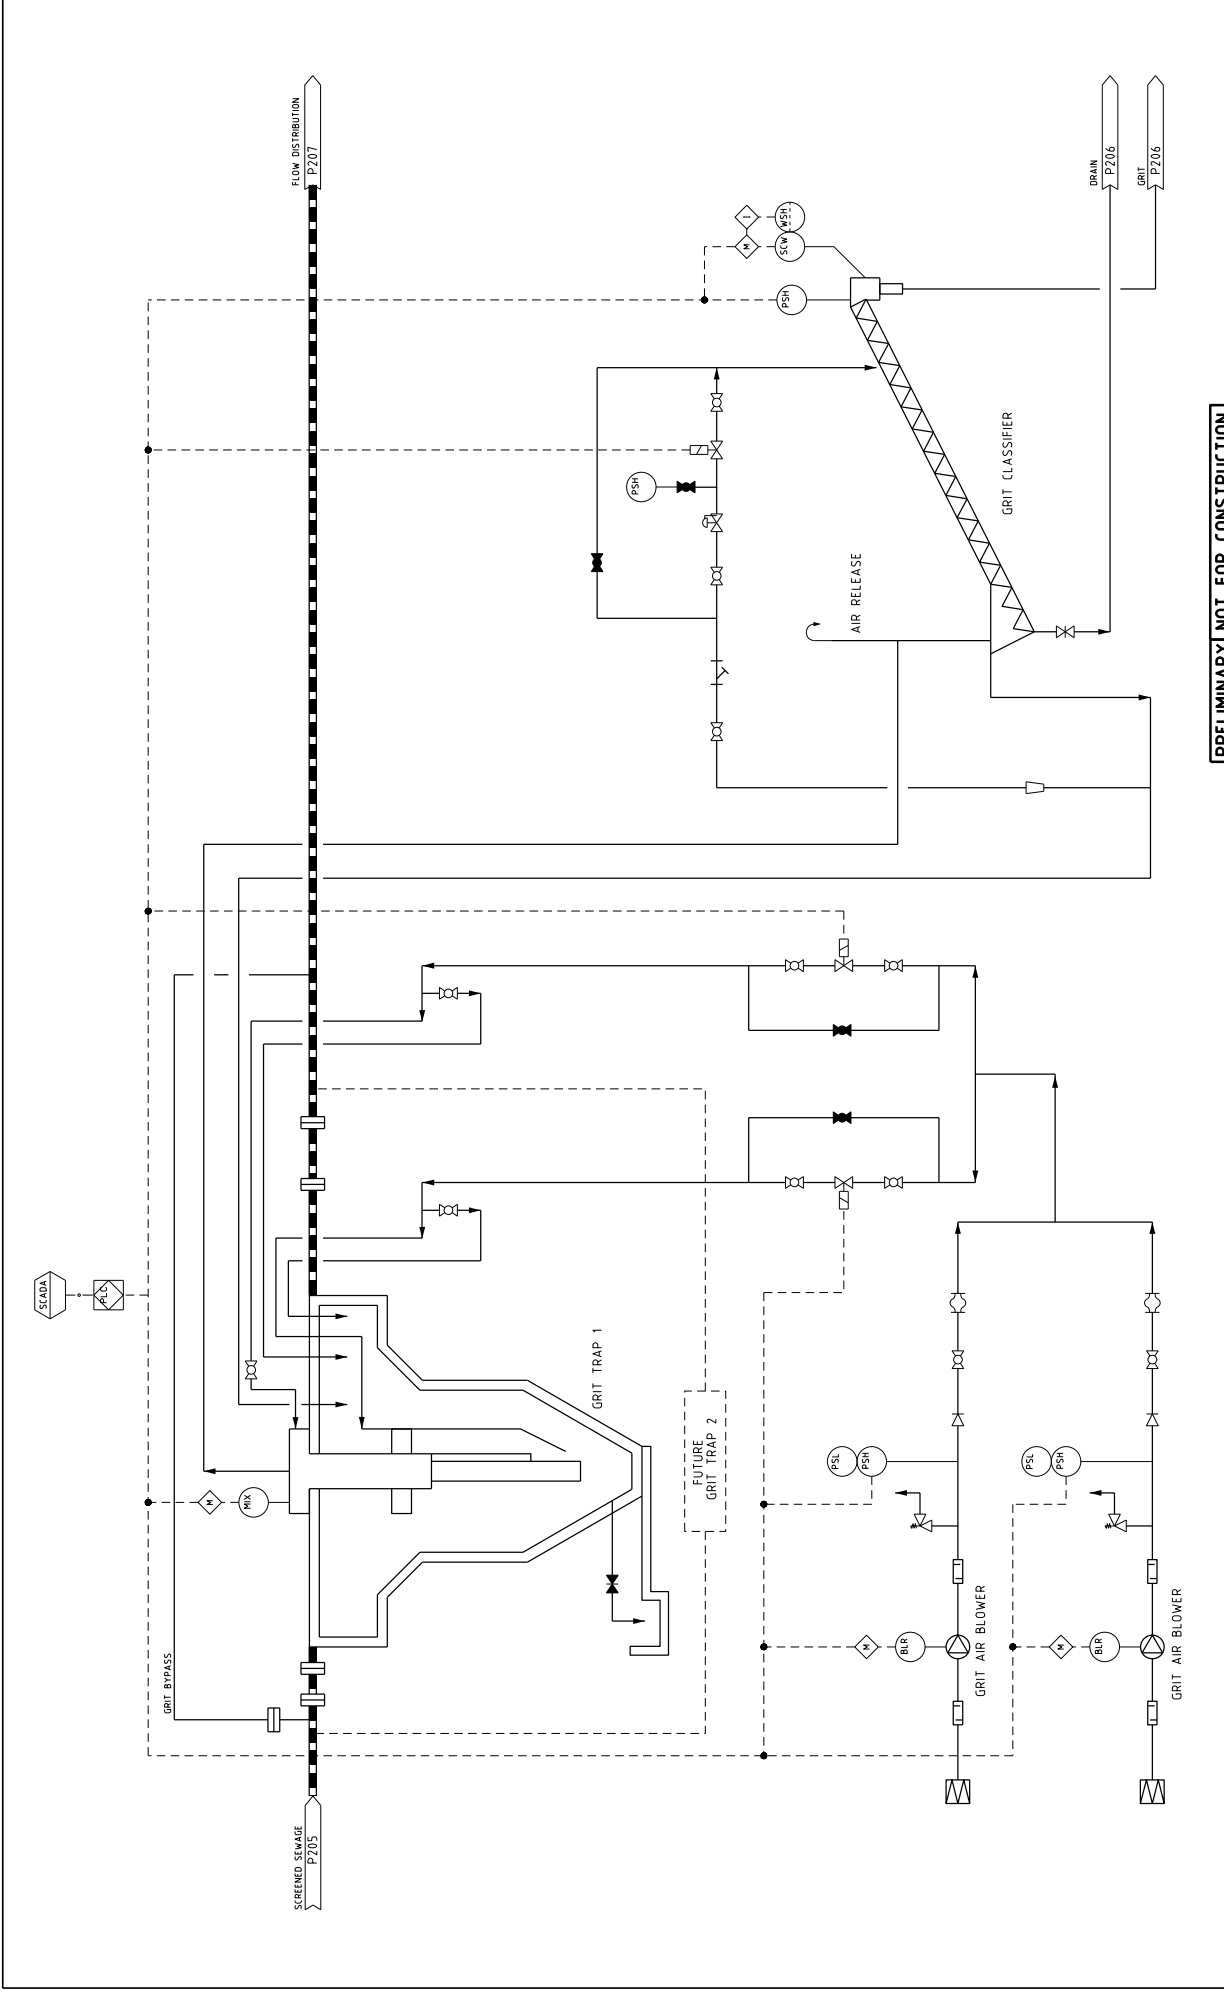 SCADA
PLC
GRIT BYPASS
M
MIX
SCREENED SEWAGE
P205
FLOW DISTRIBUTION
P207
GRIT TRAP 1
PSH
FUTURE
GRIT TRAP 2
M
I
SCW
WSH
PSH
AIR RELEASE
PSL
PSH
M
BLR
GRIT AIR BLOWER
GRIT CLASSIFIER
PSL
PSH
M
BLR
GRIT AIR BLOWER
DRAIN
P206
GRIT
P206
PRELIMINARY NOT FOR CONSTRUCTION